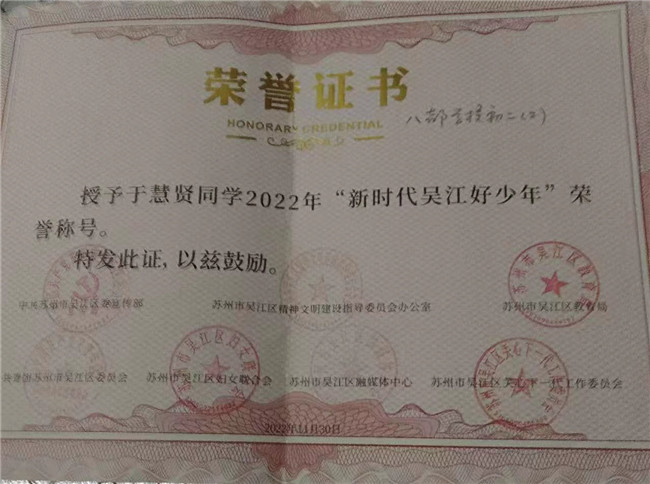 荣誉证书
HONORARY CREDENTIAL
八都学校初二(2)
授予于慧贤同学2022年“新时代吴江好少年”荣
誉称号。
特发此证,以兹鼓励。
中共苏州市吴江区委宣传部 苏州市吴江区精神文明建设指导委员会办公室 苏州市吴江区教育局
共青团苏州市吴江区委员会 苏州市吴江区妇女联合会 苏州市吴江区融媒体中心 苏州市吴江区关心下一代工作委员会
2022年11月30日